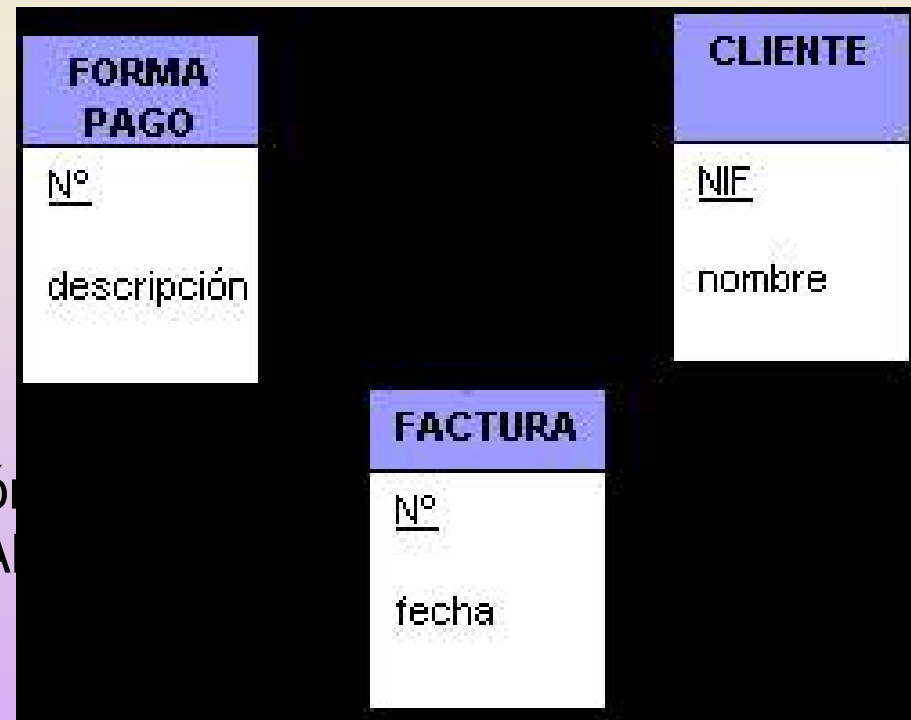 FORMA
PAGO
Nº
descripción
CLIENTE
NIF
nombre
FACTURA
Nº
fecha